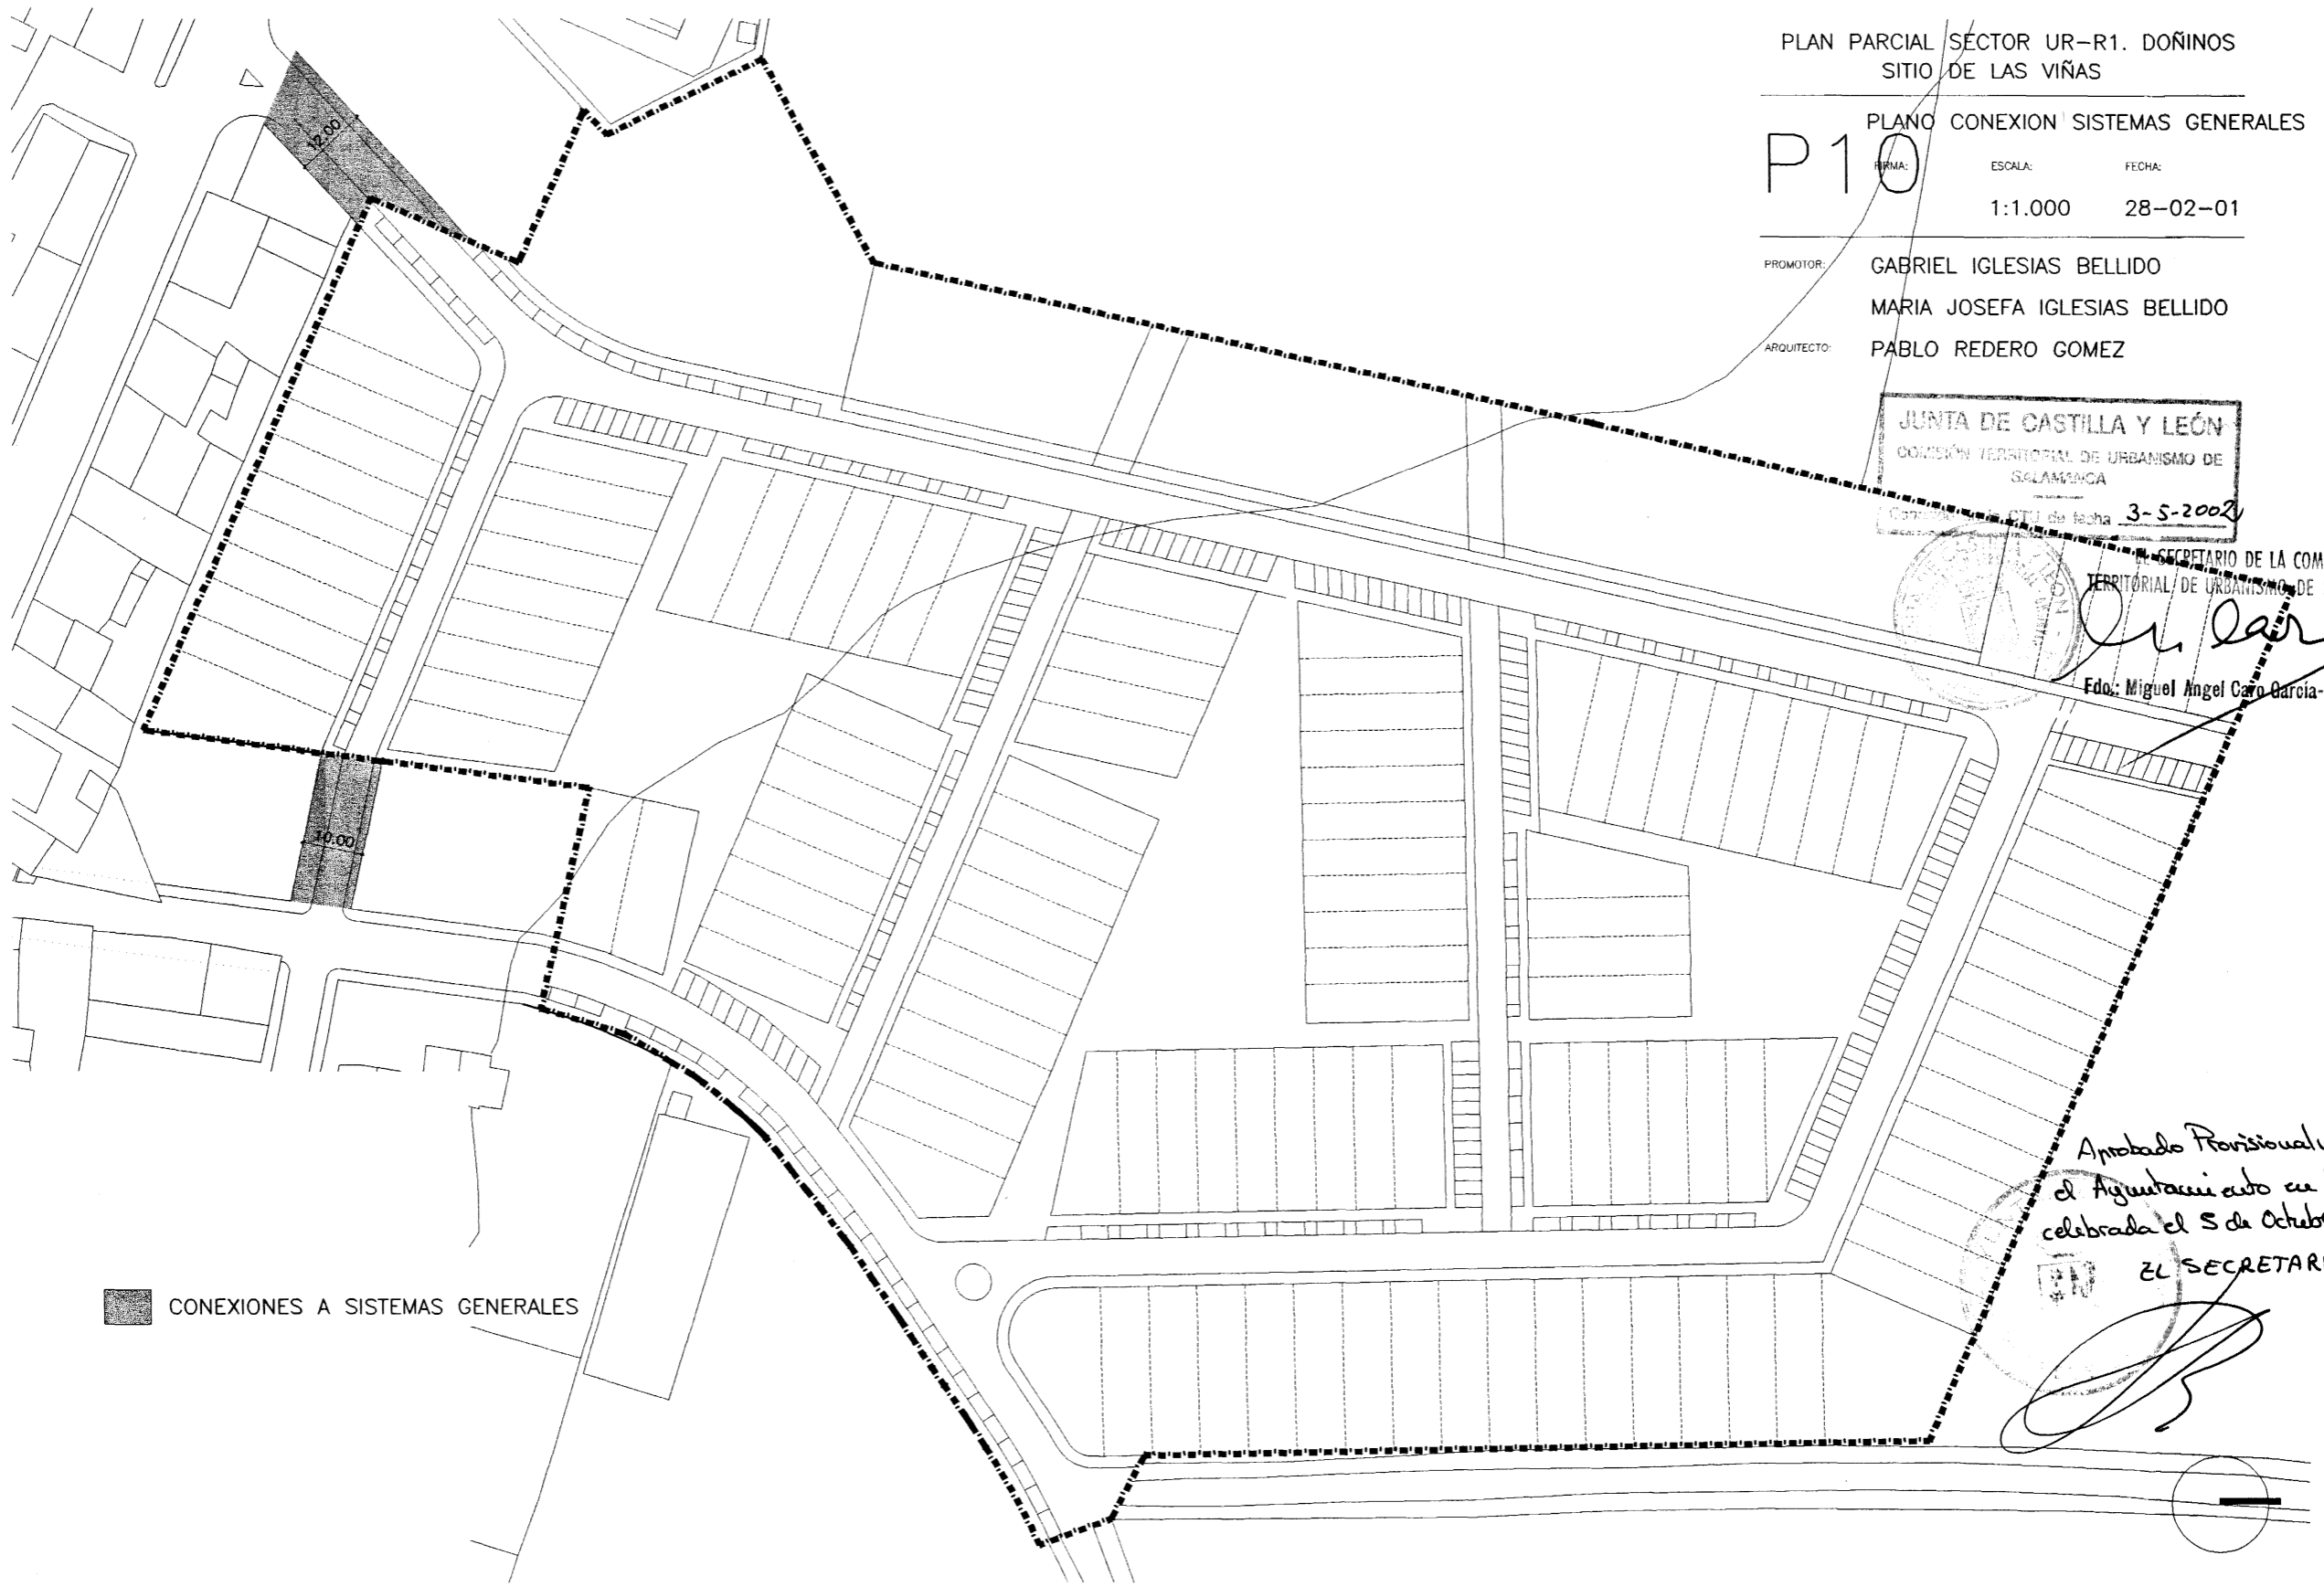 PLAN PARCIAL SECTOR UR-R1. DOÑINOS
SITIO DE LAS VIÑAS
PLANO CONEXION SISTEMAS GENERALES
P10
FIRMA: ESCALA: FECHA:
1:1.000 28-02-01
PROMOTOR: GABRIEL IGLESIAS BELLIDO
MARIA JOSEFA IGLESIAS BELLIDO
ARQUITECTO: PABLO REDERO GOMEZ
JUNTA DE CASTILLA Y LEÓN
COMISIÓN TERRITORIAL DE URBANISMO DE
SALAMANCA
CTU de fecha 3-5-2002
EL SECRETARIO DE LA COM
TERRITORIAL DE URBANISMO DE
Fdo.: Miguel Angel Caro Garcia-
12.00
10.00
Aprobado
el Ayuntamiento en
celebrada el 5 de
EL SECRETAR
CONEXIONES A SISTEMAS GENERALES